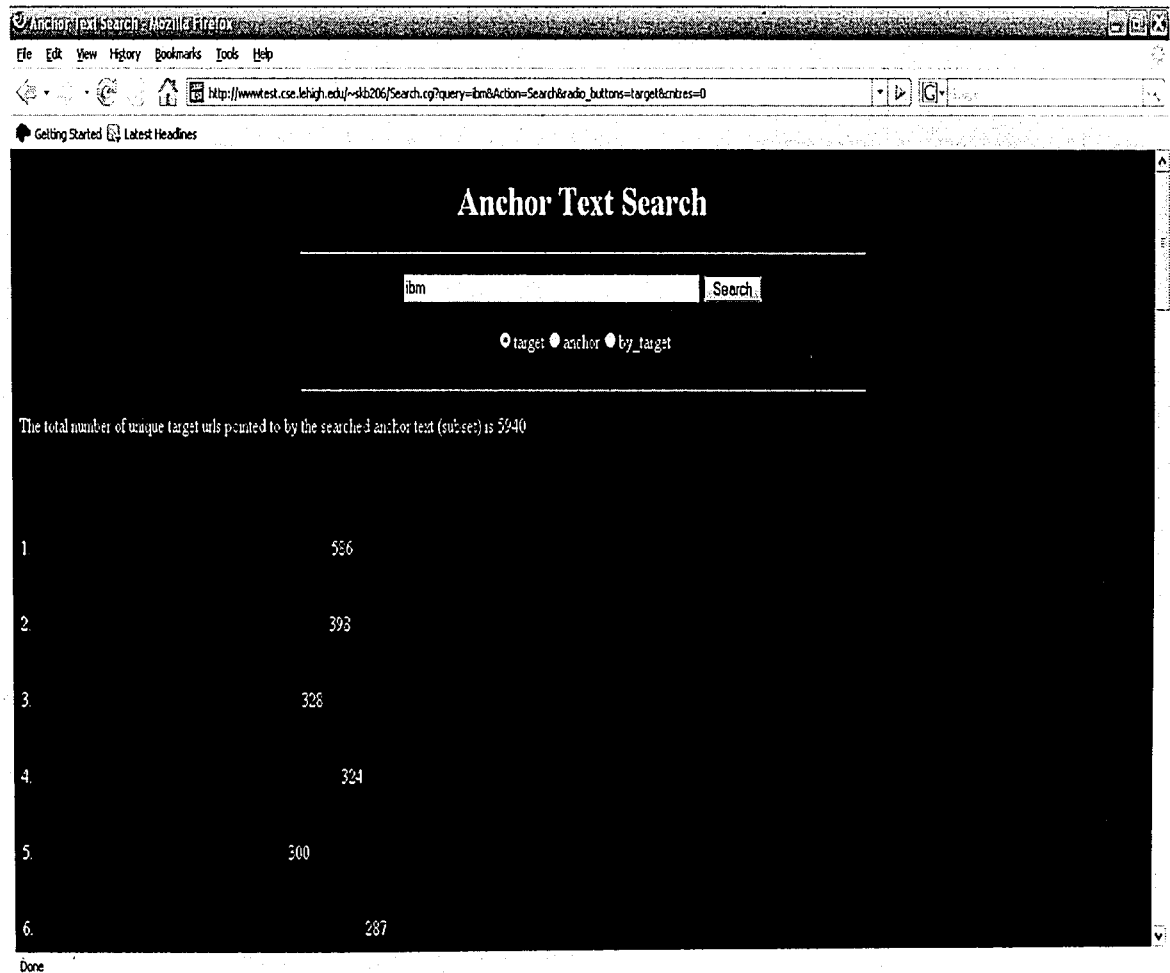 Anchor Text Search - Mozilla Firefox
File Edit View History Bookmarks Tools Help
http://wwwtest.cse.lehigh.edu/~skb206/Search.cgi?query=ibm&Action=Search&radio_buttons=target&cntres=0
Getting Started Latest Headlines
Anchor Text Search
ibm Search
target anchor by_target
The total number of unique target urls pointed to by the searched anchor text (subset) is 5940
1. 586
2. 398
3. 328
4. 324
5. 300
6. 287
Done